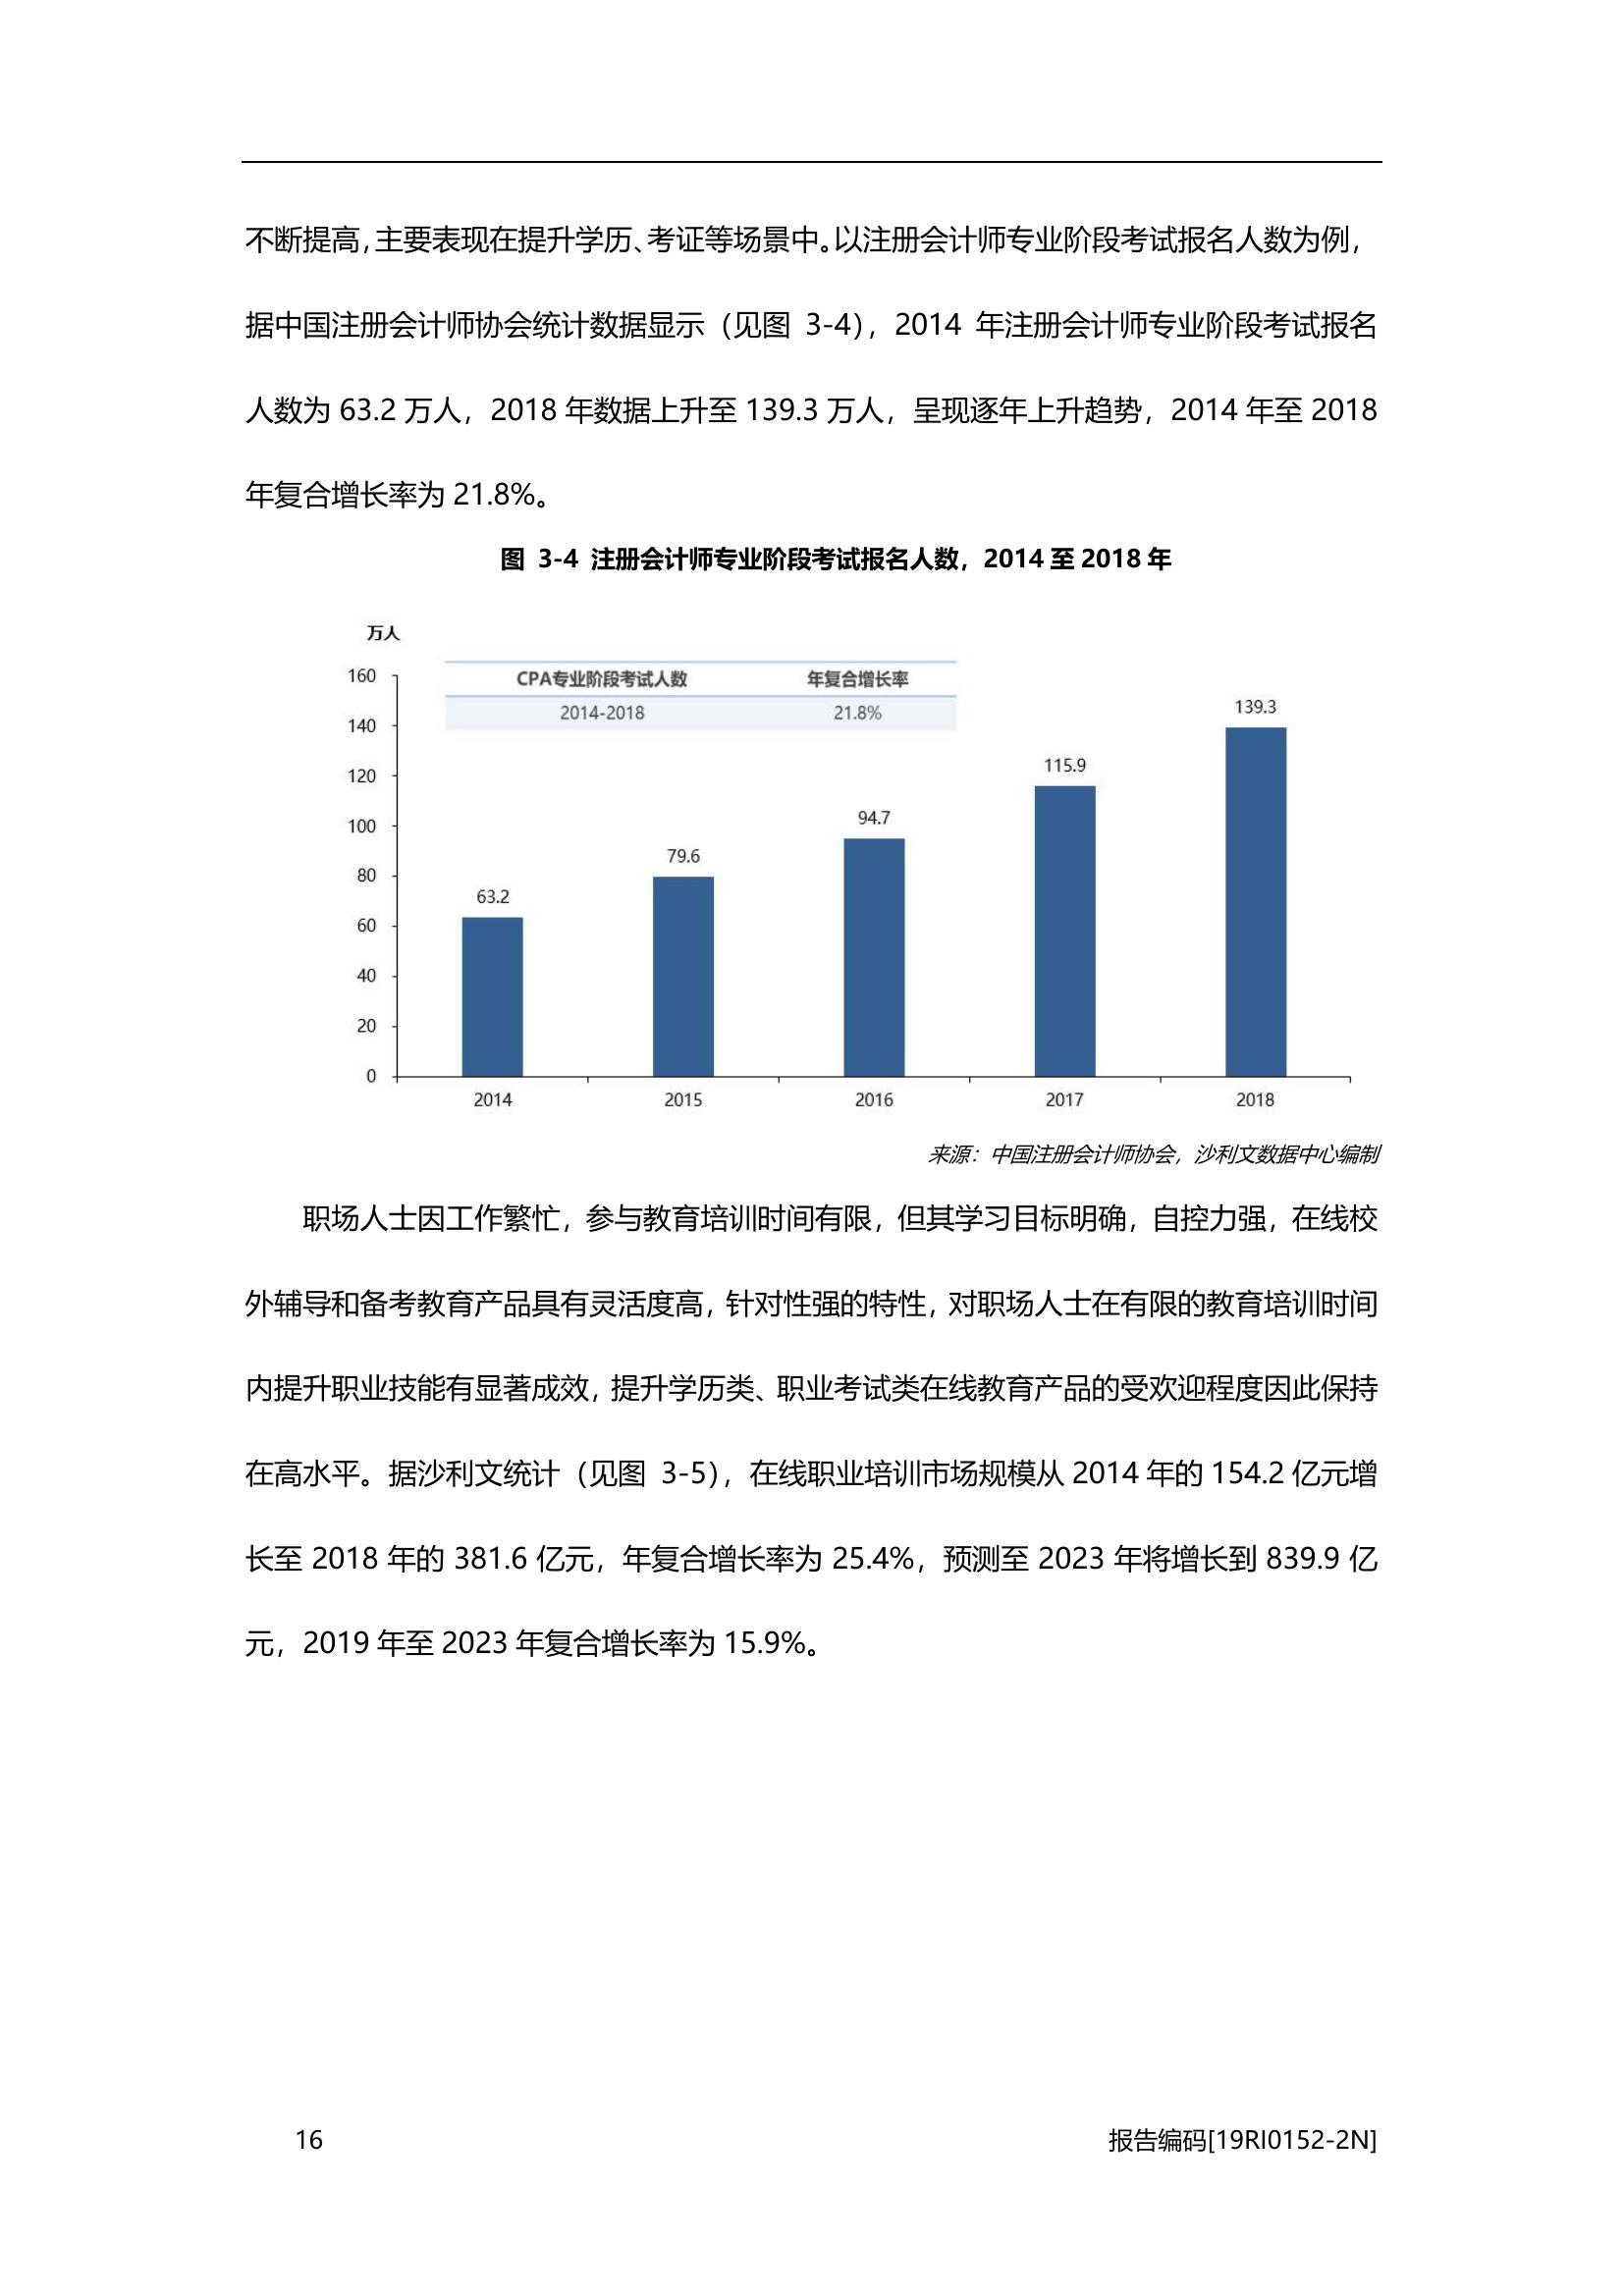 不断提高，主要表现在提升学历、考证等场景中。以注册会计师专业阶段考试报名人数为例，
据中国注册会计师协会统计数据显示（见图 3-4），2014 年注册会计师专业阶段考试报名
人数为 63.2 万人，2018 年数据上升至 139.3 万人，呈现逐年上升趋势，2014 年至 2018
年复合增长率为 21.8%。
图 3-4 注册会计师专业阶段考试报名人数，2014 至 2018 年
万人
CPA专业阶段考试人数 年复合增长率
2014-2018 21.8%
160
140
120
100
80
60
40
20
0
63.2
79.6
94.7
115.9
139.3
2014 2015 2016 2017 2018
来源：中国注册会计师协会，沙利文数据中心编制
职场人士因工作繁忙，参与教育培训时间有限，但其学习目标明确，自控力强，在线校
外辅导和备考教育产品具有灵活度高，针对性强的特性，对职场人士在有限的教育培训时间
内提升职业技能有显著成效，提升学历类、职业考试类在线教育产品的受欢迎程度因此保持
在高水平。据沙利文统计（见图 3-5），在线职业培训市场规模从 2014 年的 154.2 亿元增
长至 2018 年的 381.6 亿元，年复合增长率为 25.4%，预测至 2023 年将增长到 839.9 亿
元，2019 年至 2023 年复合增长率为 15.9%。
16 报告编码[19RI0152-2N]